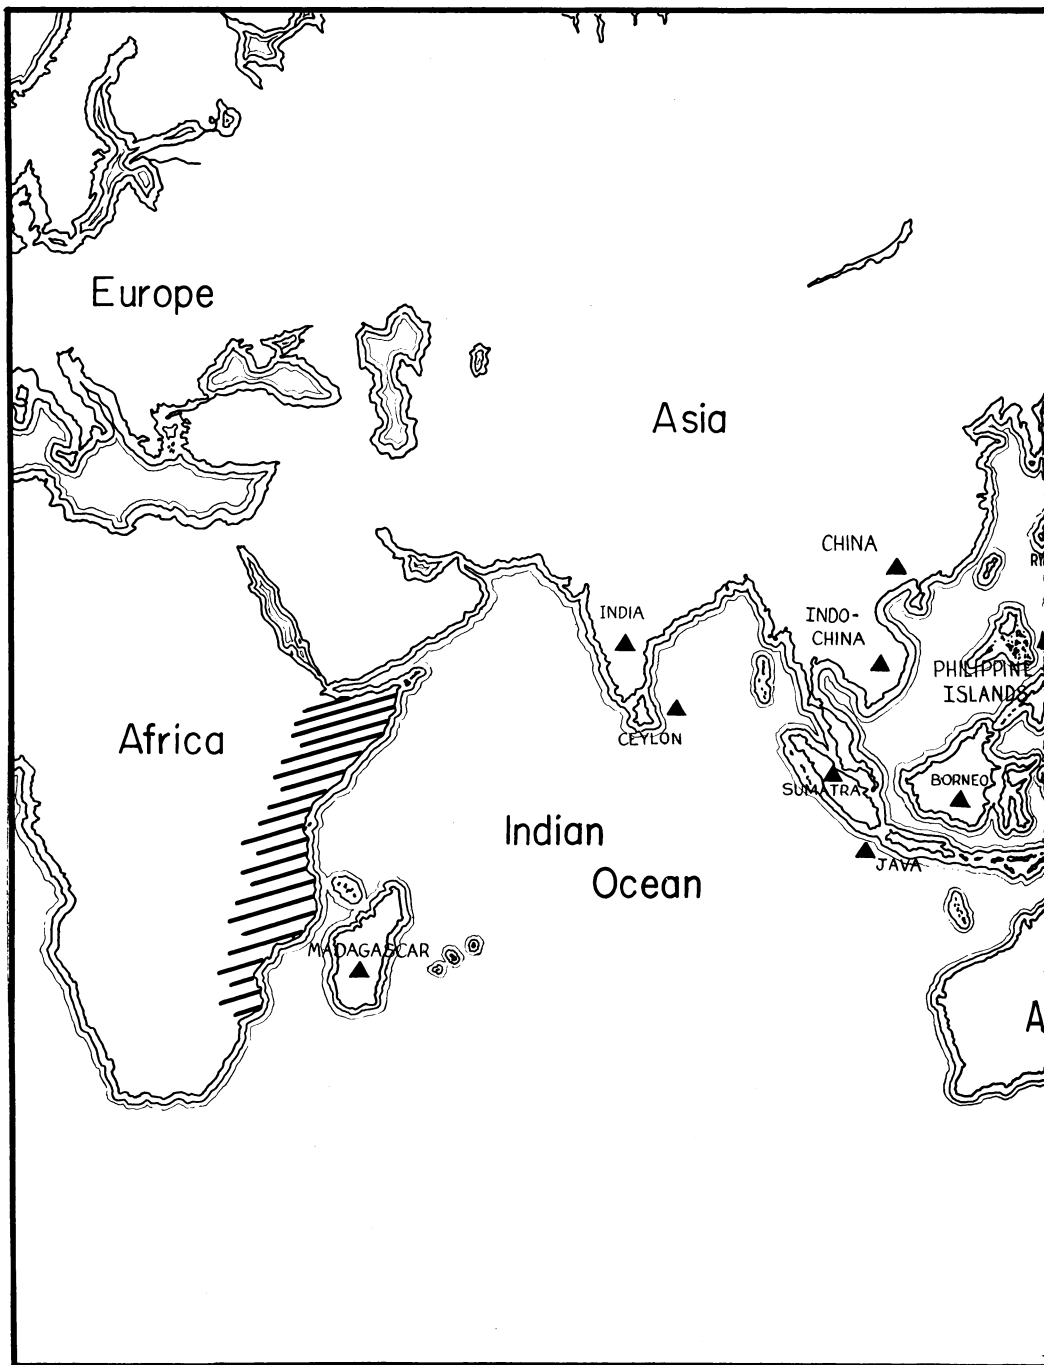 Europe
Asia
CHINA
INDIA
INDO-
CHINA
PHILIPPINE
ISLANDS
CEYLON
Africa
SUMATRA
BORNEO
Indian
Ocean
JAVA
MADAGASCAR